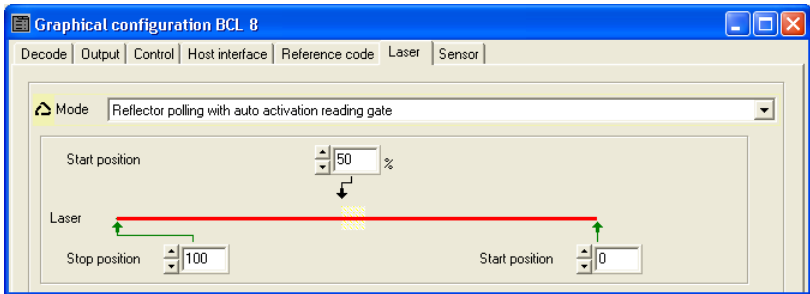 Graphical configuration BCL 8
Decode Output Control Host interface Reference code Laser Sensor
Mode Reflector polling with auto activation reading gate
Start position 50 %
Laser
Stop position 100 Start position 0